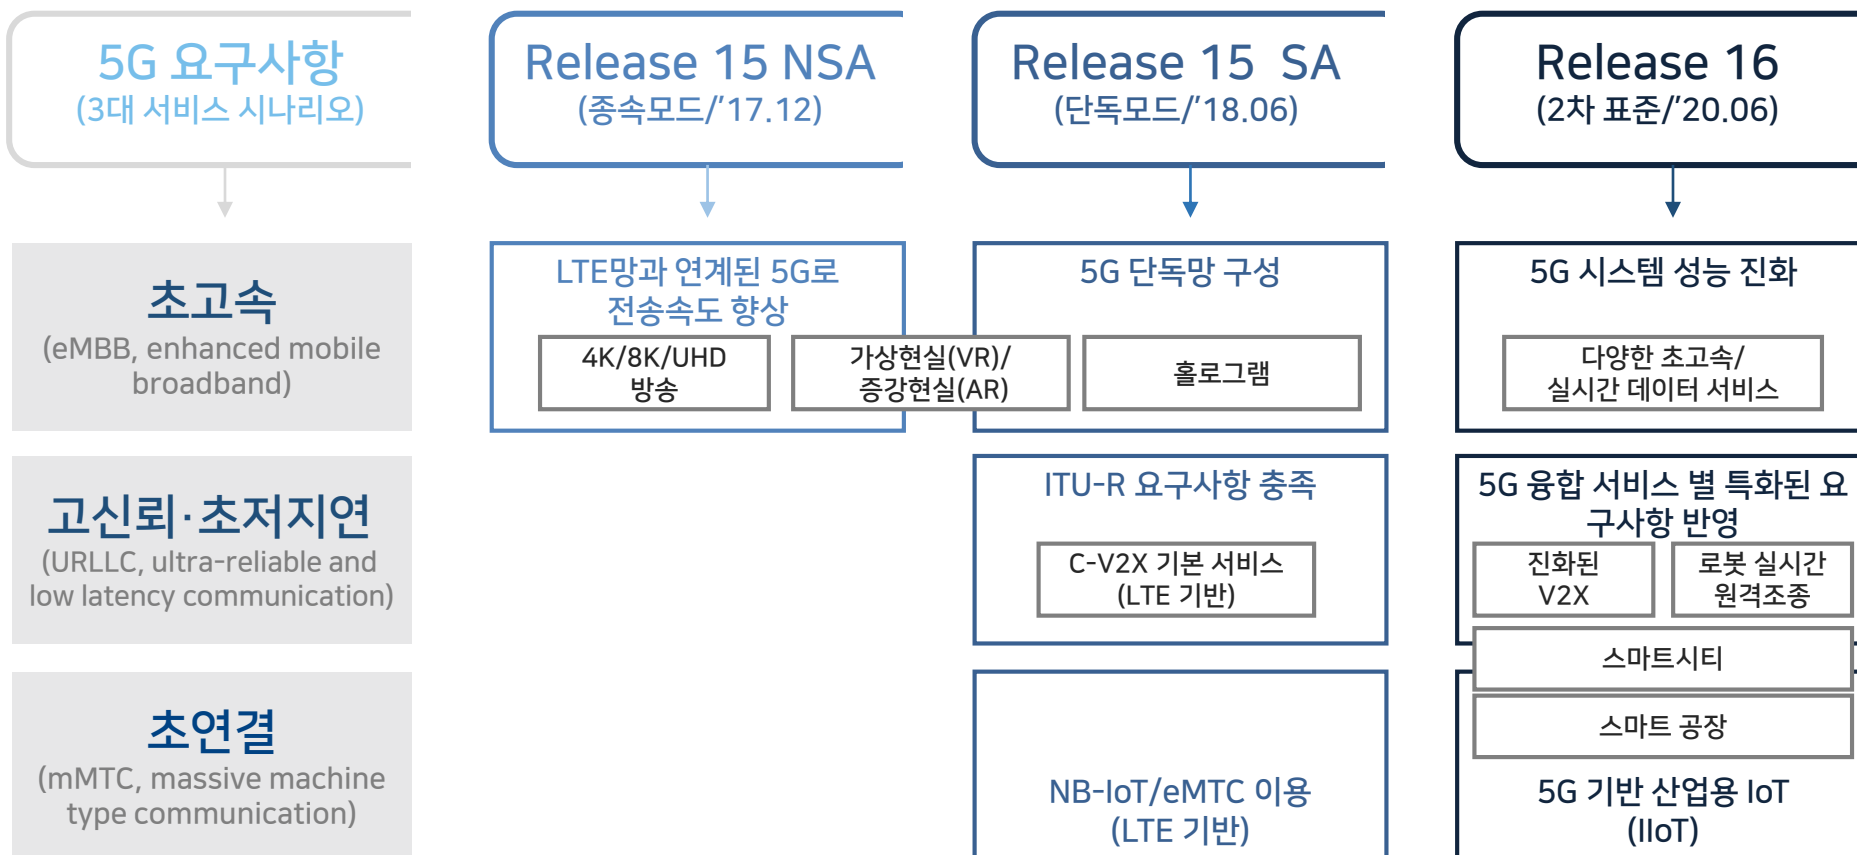 5G 요구사항
(3대 서비스 시나리오)
Release 15 NSA
(종속모드/’17.12)
Release 15 SA
(단독모드/’18.06)
Release 16
(2차 표준/’20.06)
초고속
(eMBB, enhanced mobile
broadband)
LTE망과 연계된 5G로
전송속도 향상
4K/8K/UHD
방송
가상현실(VR)/
증강현실(AR)
5G 단독망 구성
홀로그램
5G 시스템 성능 진화
다양한 초고속/
실시간 데이터 서비스
고신뢰·초저지연
(URLLC, ultra-reliable and
low latency communication)
ITU-R 요구사항 충족
C-V2X 기본 서비스
(LTE 기반)
5G 융합 서비스 별 특화된 요
구사항 반영
진화된
V2X
로봇 실시간
원격조종
스마트시티
스마트 공장
초연결
(mMTC, massive machine
type communication)
NB-IoT/eMTC 이용
(LTE 기반)
5G 기반 산업용 IoT
(IIoT)